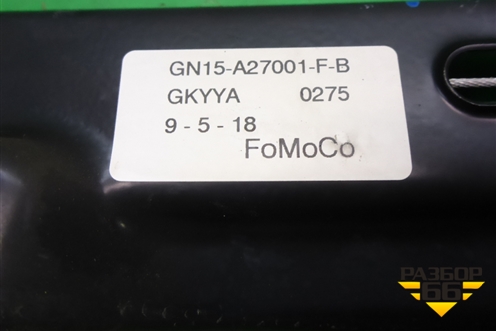 GN15-A27001-F-B
GKYYA 0275
9 - 5 - 18
FoMoCo
РАЗБОР
66